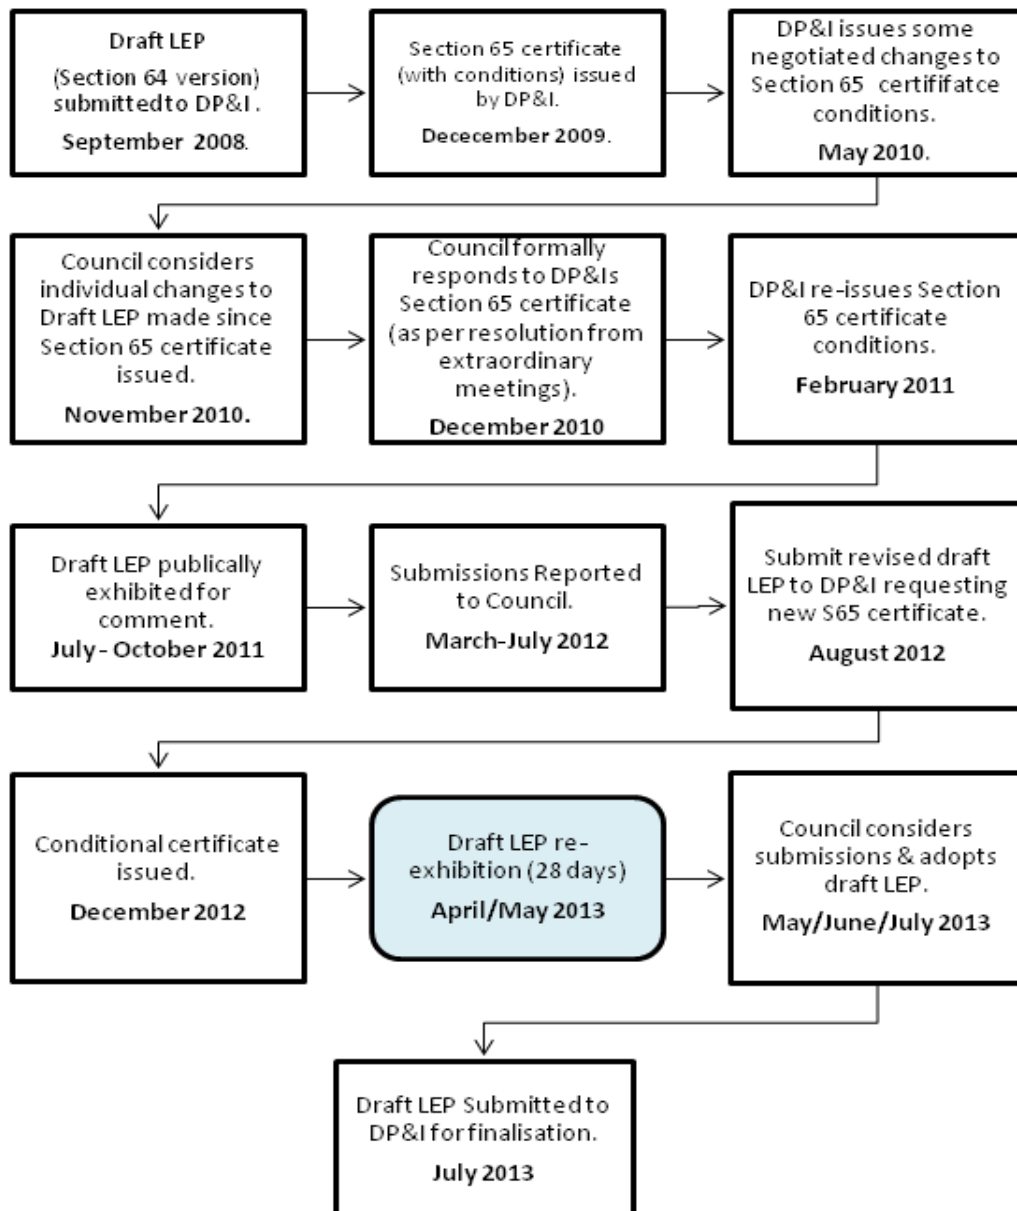 Draft LEP
(Section 64 version)
submitted to DP&I.
September 2008.
Section 65 certificate
(with conditions) issued
by DP&I.
Dececember 2009.
DP&I issues some
negotiated changes to
Section 65 certififatce
conditions.
May 2010.
Council considers
individual changes to
Draft LEP made since
Section 65 certificate
issued.
November 2010.
Council formally
responds to DP&Is
Section 65 certificate
(as per resolution from
extraordinary
meetings).
December 2010
DP&I re-issues Section
65 certificate
conditions.
February 2011
Draft LEP publically
exhibited for
comment.
July - October 2011
Submissions Reported
to Council.
March-July 2012
Submit revised draft
LEP to DP&I requesting
new S65 certificate.
August 2012
Conditional certificate
issued.
December 2012
Draft LEP re-
exhibition (28 days)
April/May 2013
Council considers
submissions & adopts
draft LEP.
May/June/July 2013
Draft LEP Submitted to
DP&I for finalisation.
July 2013